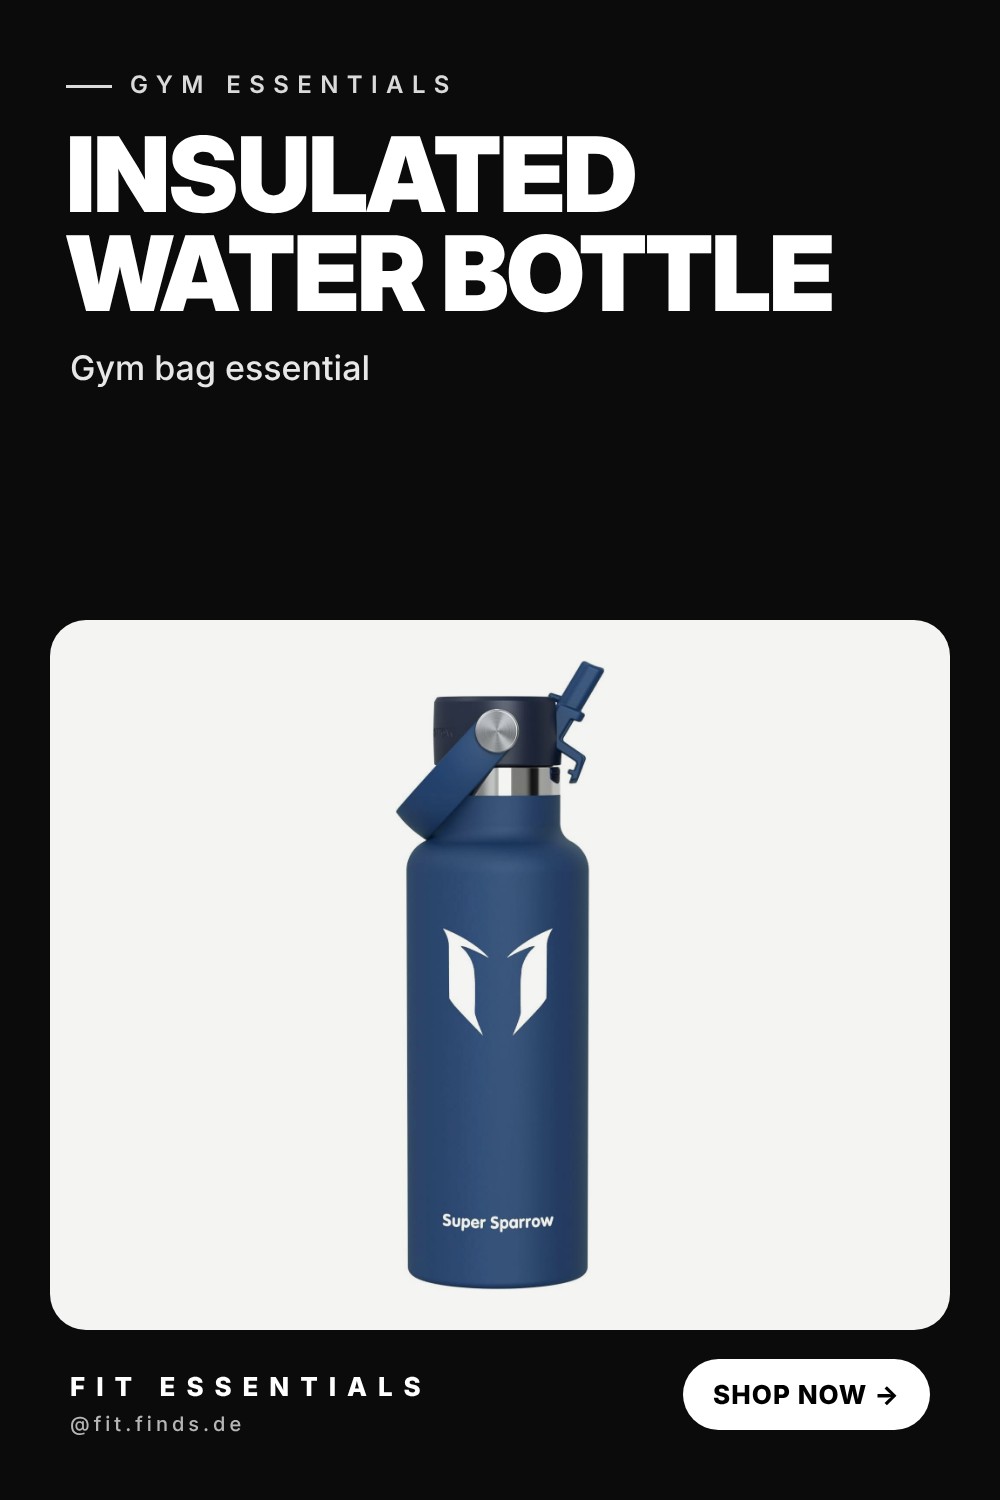 GYM ESSENTIALS
INSULATED
WATER BOTTLE
Gym bag essential
Super Sparrow
FIT ESSENTIALS
@fit.finds.de
SHOP NOW →